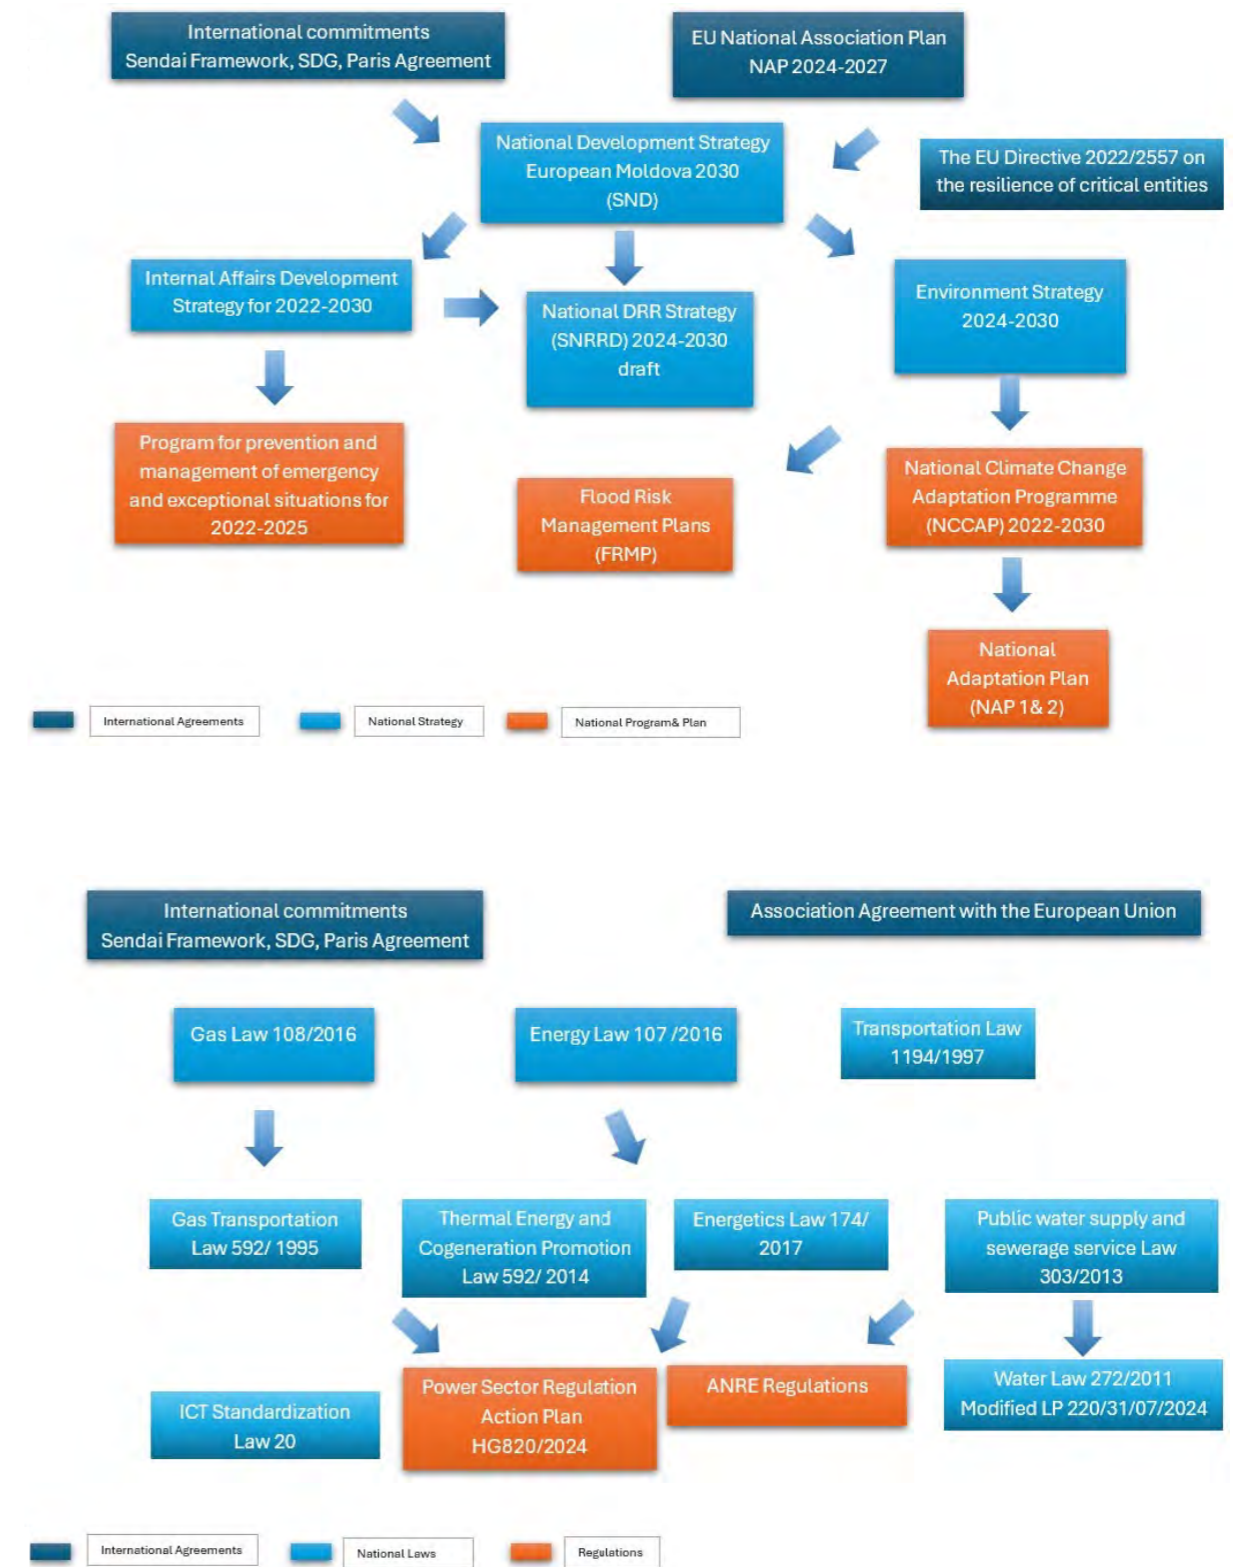 International commitments
Sendai Framework, SDG, Paris Agreement
EU National Association Plan
NAP 2024-2027
National Development Strategy
European Moldova 2030
(SND)
The EU Directive 2022/2557 on
the resilience of critical entities
Internal Affairs Development
Strategy for 2022-2030
National DRR Strategy
(SNRRD) 2024-2030
draft
Environment Strategy
2024-2030
Program for prevention and
management of emergency
and exceptional situations for
2022-2025
Flood Risk
Management Plans
(FRMP)
National Climate Change
Adaptation Programme
(NCCAP) 2022-2030
National
Adaptation Plan
(NAP 1& 2)
International Agreements
National Strategy
National Program& Plan
International commitments
Sendai Framework, SDG, Paris Agreement
Association Agreement with the European Union
Gas Law 108/2016
Energy Law 107 /2016
Transportation Law
1194/1997
Gas Transportation
Law 592/ 1995
Thermal Energy and
Cogeneration Promotion
Law 592/ 2014
Energetics Law 174/
2017
Public water supply and
sewerage service Law
303/2013
ICT Standardization
Law 20
Power Sector Regulation
Action Plan
HG820/2024
ANRE Regulations
Water Law 272/2011
Modified LP 220/31/07/2024
International Agreements
National Laws
Regulations